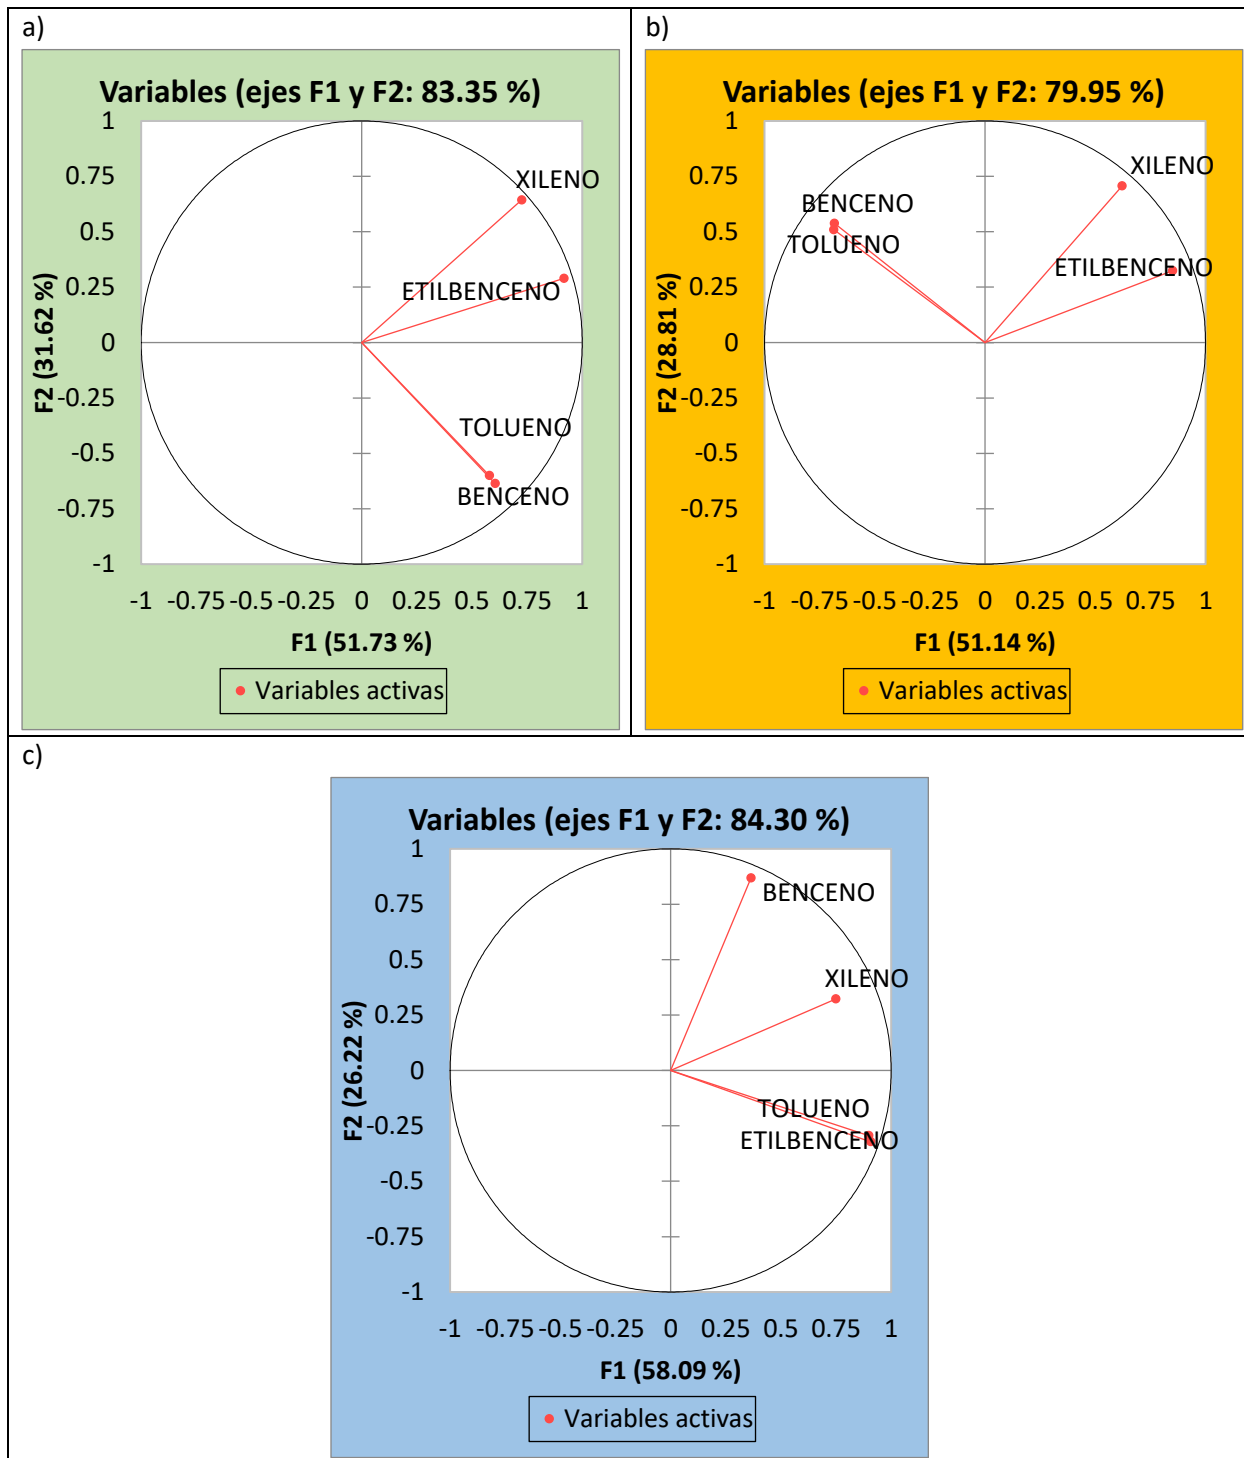 a)
Variables (ejes F1 y F2: 83.35 %)
1
0.75
0.5
0.25
0
-0.25
-0.5
-0.75
-1
F2 (31.62 %)
XILENO
ETILBENCENO
TOLUENO
BENCENO
-1 -0.75 -0.5 -0.25 0 0.25 0.5 0.75 1
F1 (51.73 %)
Variables activas
b)
Variables (ejes F1 y F2: 79.95 %)
1
0.75
0.5
0.25
0
-0.25
-0.5
-0.75
-1
F2 (28.81 %)
XILENO
BENCENO
TOLUENO
ETILBENCENO
-1 -0.75 -0.5 -0.25 0 0.25 0.5 0.75 1
F1 (51.14 %)
Variables activas
c)
Variables (ejes F1 y F2: 84.30 %)
1
0.75
0.5
0.25
0
-0.25
-0.5
-0.75
-1
F2 (26.22 %)
BENCENO
XILENO
TOLUENO
ETILBENCENO
-1 -0.75 -0.5 -0.25 0 0.25 0.5 0.75 1
F1 (58.09 %)
Variables activas